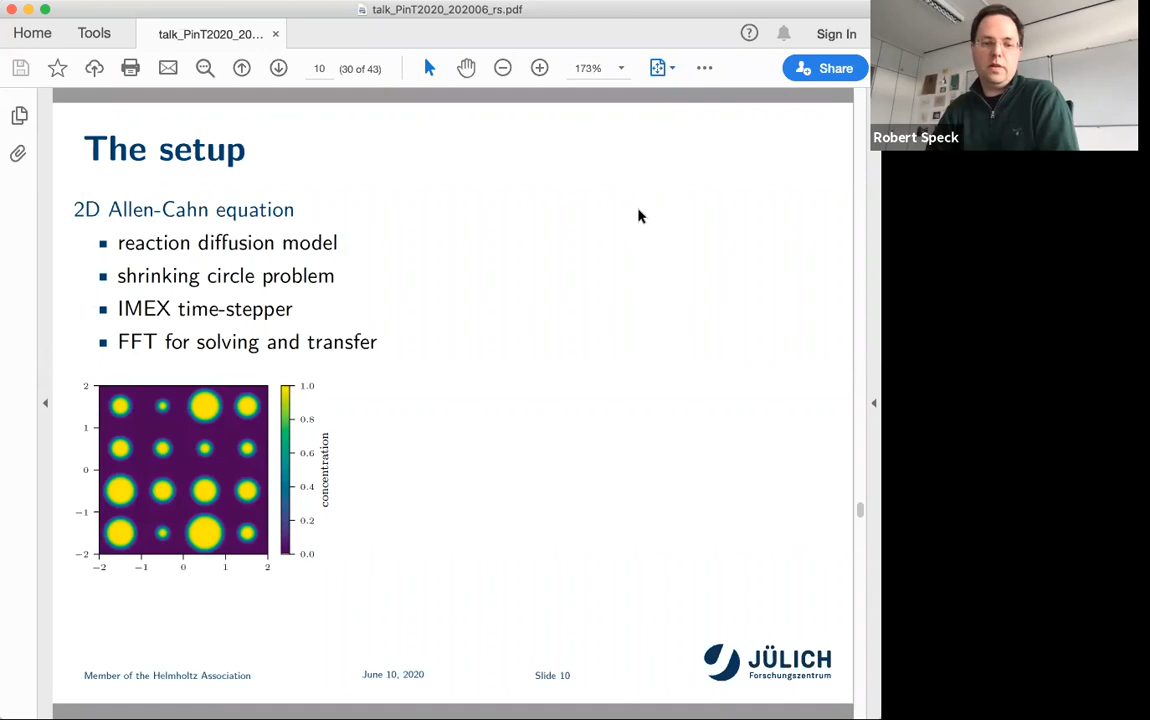 talk_PinT2020_202006_rs.pdf
Home
Tools
talk_PinT2020_20... ×
Sign In
10 (30 of 43)
173%
Share
Robert Speck
The setup
2D Allen-Cahn equation
reaction diffusion model
shrinking circle problem
IMEX time-stepper
FFT for solving and transfer
2
1
0
−1
−2
−2 −1 0 1 2
1.0
0.8
0.6
0.4
0.2
0.0
concentration
Member of the Helmholtz Association
June 10, 2020
Slide 10
JÜLICH
Forschungszentrum